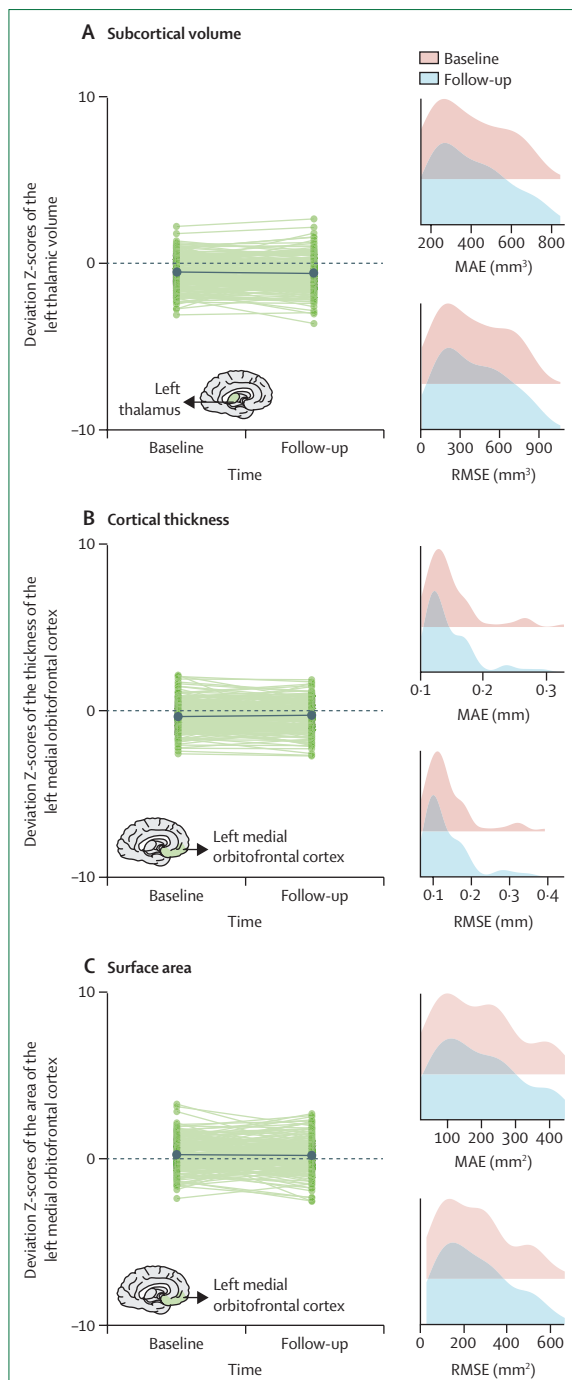 A Subcortical volume
Baseline
Follow-up
10
0
–10
Deviation Z-scores of the
left thalamic volume
Left
thalamus
Baseline
Follow-up
Time
200
400
600
800
MAE (mm³)
0
300
600
900
RMSE (mm³)
B Cortical thickness
10
0
–10
Deviation Z-scores of the thickness of the
left medial orbitofrontal cortex
Left medial
orbitofrontal cortex
Baseline
Follow-up
Time
0·1
0·2
0·3
MAE (mm)
0·1
0·2
0·3
0·4
RMSE (mm)
C Surface area
10
0
–10
Deviation Z-scores of the area of the
left medial orbitofrontal cortex
Left medial
orbitofrontal cortex
Baseline
Follow-up
Time
100
200
300
400
MAE (mm²)
0
200
400
600
RMSE (mm²)